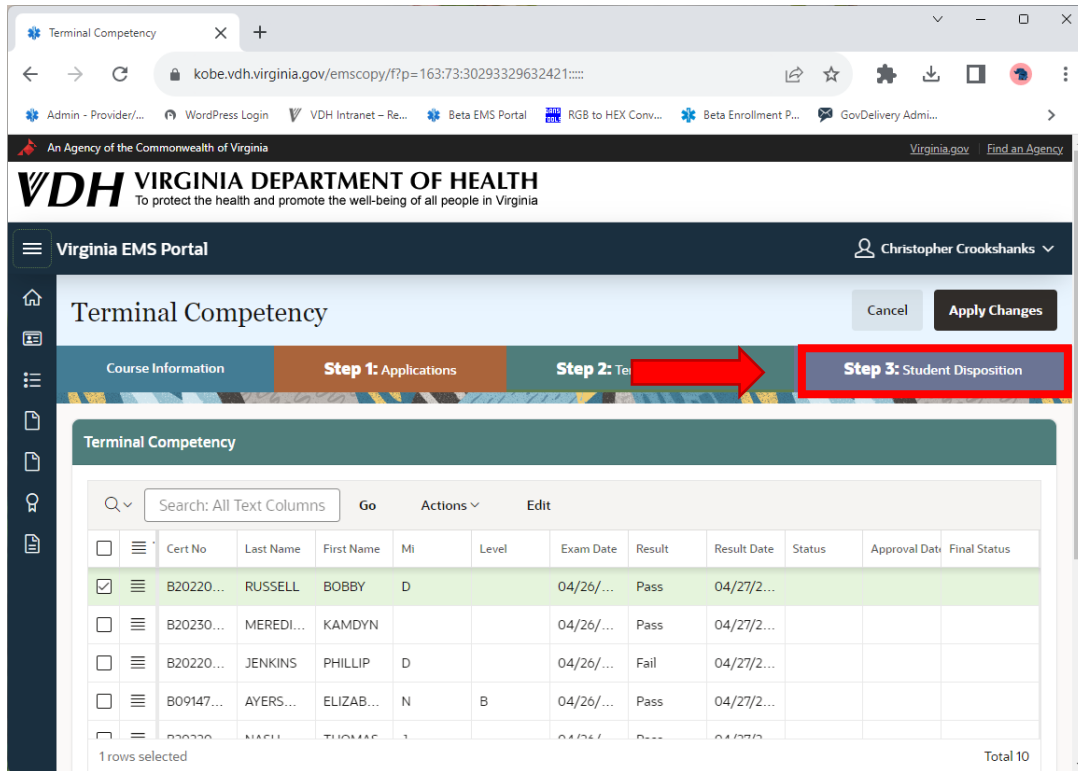 Terminal Competency
kobe.vdh.virginia.gov/emscopy/f?p=163:73:30293329632421:::::
Admin - Provider/... WordPress Login VDH Intranet – Re... Beta EMS Portal RGB to HEX Conv... Beta Enrollment P... GovDelivery Admi...
An Agency of the Commonwealth of Virginia Virginia.gov Find an Agency
VDH VIRGINIA DEPARTMENT OF HEALTH
To protect the health and promote the well-being of all people in Virginia
Virginia EMS Portal Christopher Crookshanks
Terminal Competency Cancel Apply Changes
Course Information Step 1: Applications Step 2: Step 3: Student Disposition
Terminal Competency
Search: All Text Columns Go Actions Edit
Cert No Last Name First Name Mi Level Exam Date Result Result Date Status Approval Date Final Status
B20220... RUSSELL BOBBY D 04/26/... Pass 04/27/2...
B20230... MEREDI... KAMDYN 04/26/... Pass 04/27/2...
B20220... JENKINS PHILLIP D 04/26/... Fail 04/27/2...
B09147... AYERS... ELIZAB... N B 04/26/... Pass 04/27/2...
1 rows selected Total 10